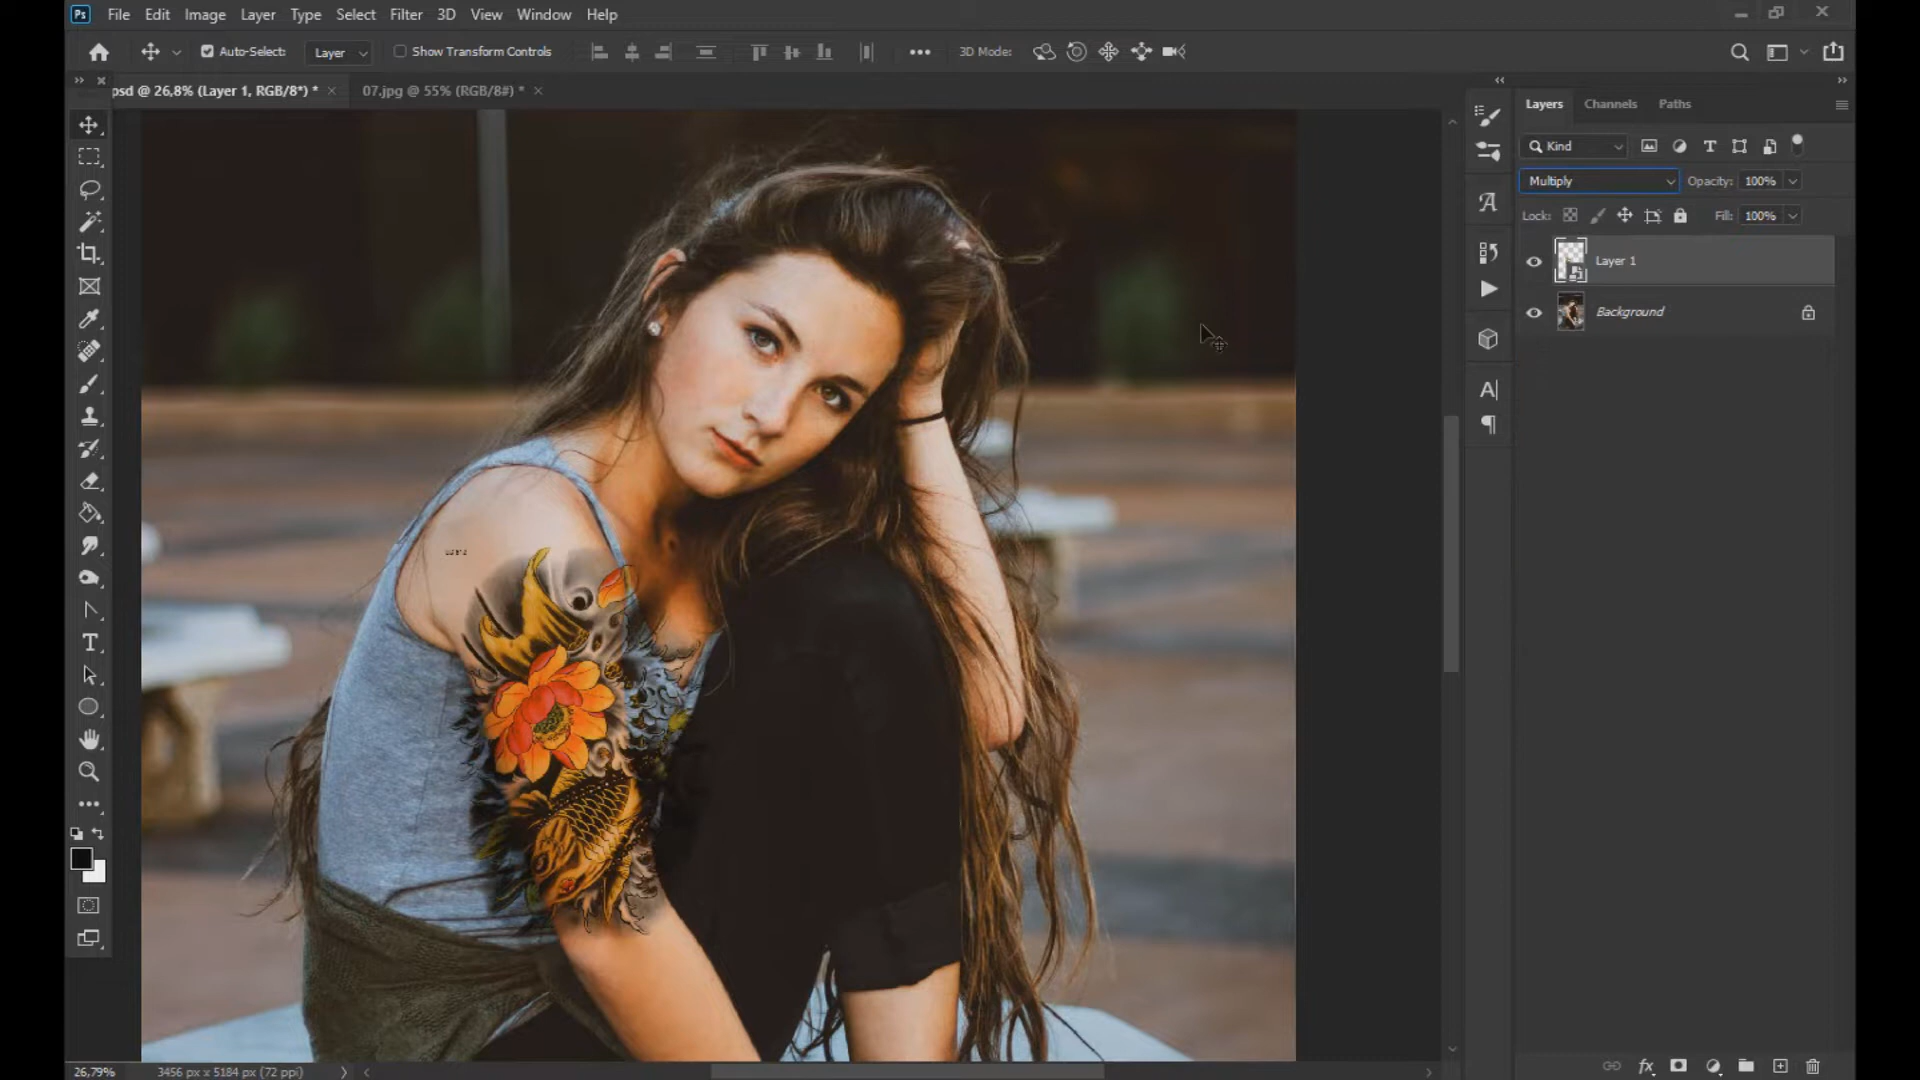 Ps File Edit Image Layer Type Select Filter 3D View Window Help
Auto-Select: Layer Show Transform Controls 3D Mode:
psd @ 26,8% (Layer 1, RGB/8*) * 07.jpg @ 55% (RGB/8#) *
Layers Channels Paths
Kind
Multiply Opacity: 100%
Lock: Fill: 100%
Layer 1
Background
26,79% 3456 px x 5184 px (72 ppi)